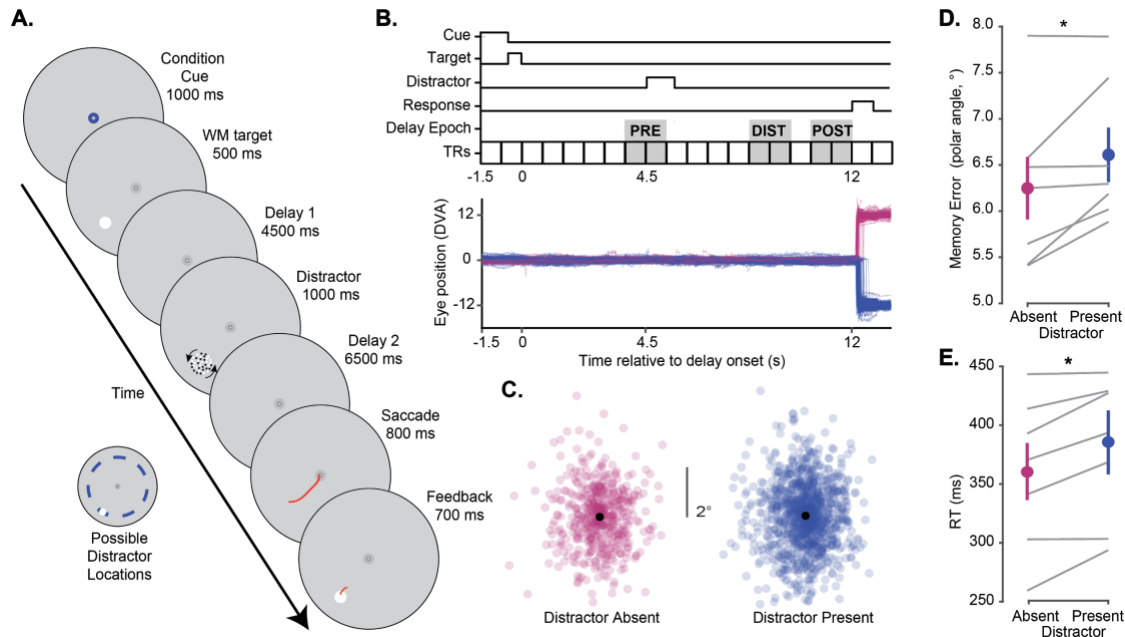 A.
Condition
Cue
1000 ms
WM target
500 ms
Delay 1
4500 ms
Distractor
1000 ms
Delay 2
6500 ms
Saccade
800 ms
Feedback
700 ms
Time
Possible
Distractor
Locations
B.
Cue
Target
Distractor
Response
Delay Epoch
PRE DIST POST
TRs
-1.5 0 4.5 12
Eye position (DVA)
12
0
-12
-1.5 0 4.5 12
Time relative to delay onset (s)
C.
2°
Distractor Absent
Distractor Present
D.
*
Memory Error (polar angle, °)
8.0
7.5
7.0
6.5
6.0
5.5
5.0
Absent Present
Distractor
E.
*
RT (ms)
450
400
350
300
250
Absent Present
Distractor